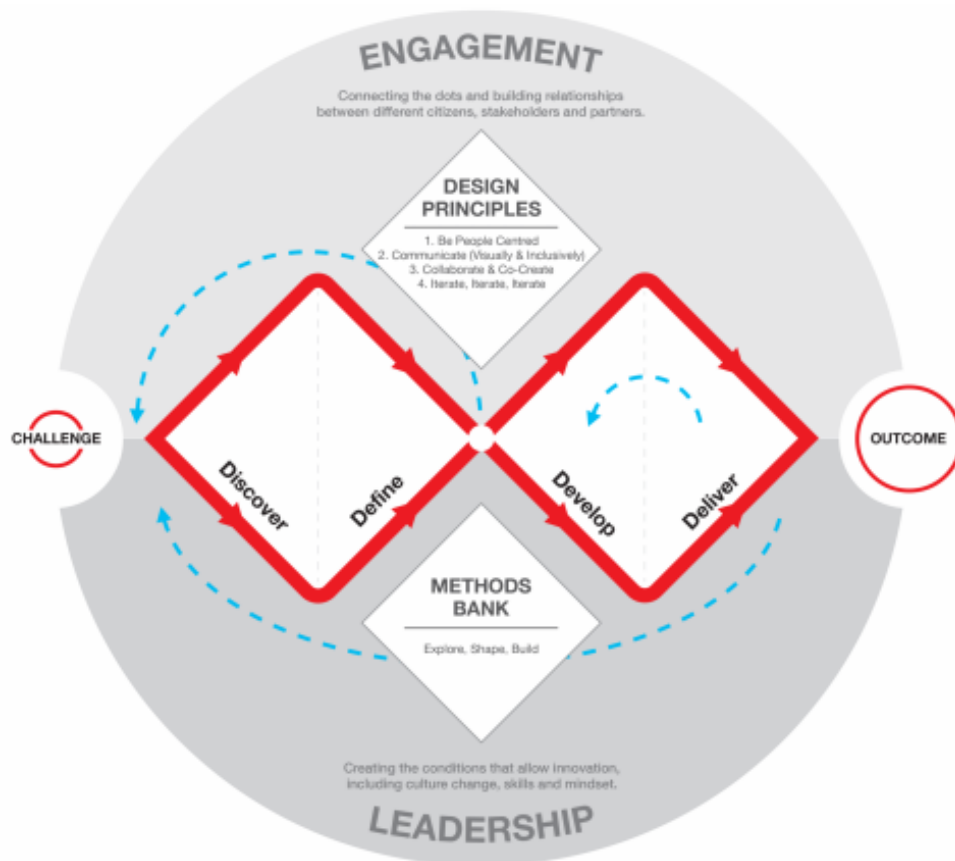 ENGAGEMENT
Connecting the dots and building relationships
between different citizens, stakeholders and partners.
DESIGN
PRINCIPLES
1. Be People Centred
2. Communicate (Visually & Inclusively)
3. Collaborate & Co-Create
4. Iterate, Iterate, Iterate
CHALLENGE
OUTCOME
Discover
Define
Develop
Deliver
METHODS
BANK
Explore, Shape, Build
Creating the conditions that allow innovation,
including culture change, skills and mindset.
LEADERSHIP